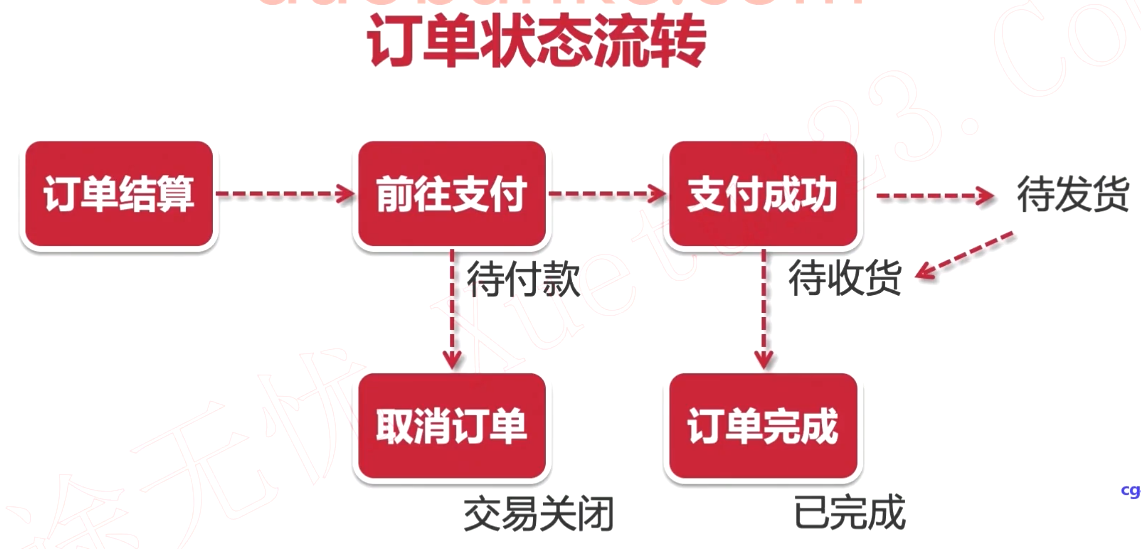 订单状态流转
订单结算
前往支付
支付成功
待发货
待付款
待收货
取消订单
订单完成
交易关闭
已完成
cg